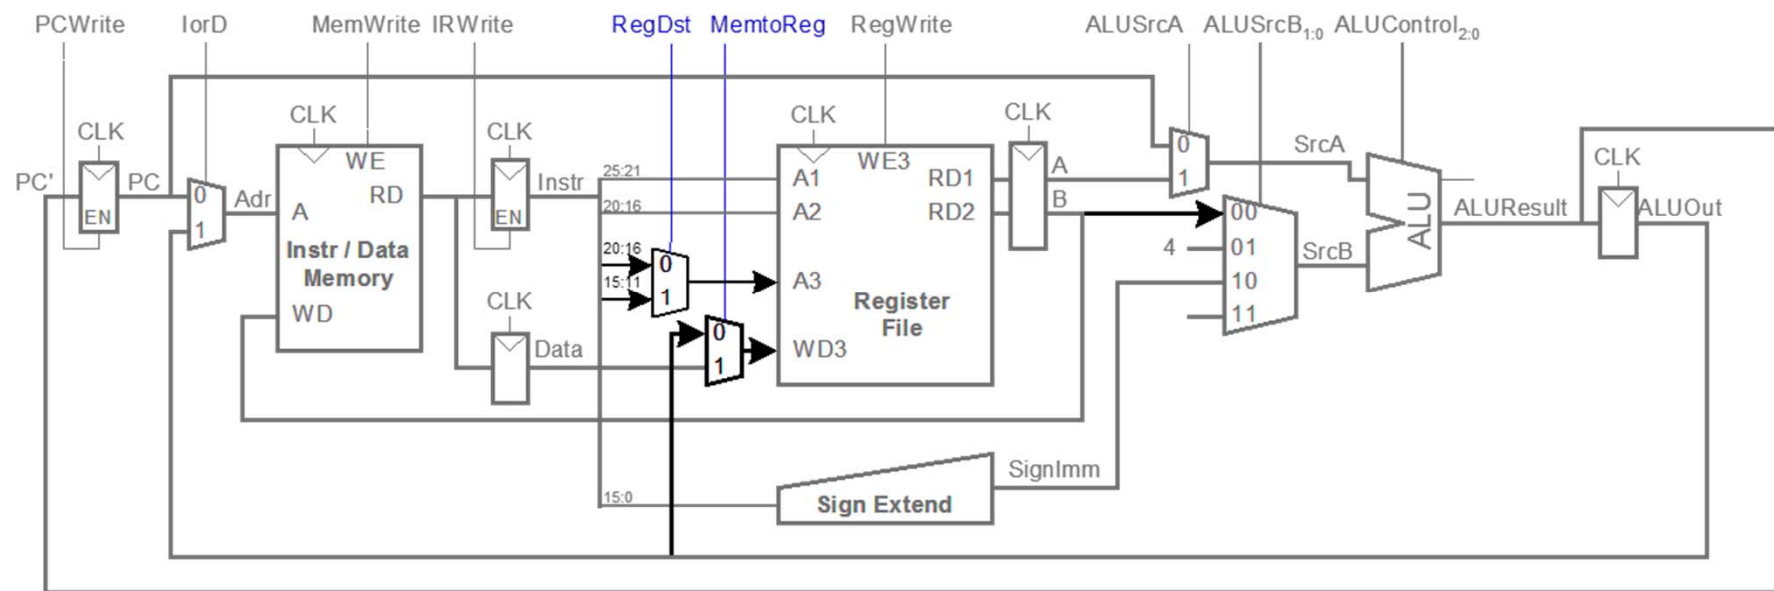 PCWrite IorD MemWrite IRWrite RegDst MemtoReg RegWrite ALUSrcA ALUSrcB1:0 ALUControl2:0
CLK CLK CLK CLK CLK CLK CLK
PC' EN PC 0 1 Adr
WE
A RD
Instr / Data
Memory
WD
EN Instr
CLK
Data
25:21
20:16
20:16
15:11
15:0
0
1
0
1
WE3
A1 RD1
A2 RD2
A3
Register
File
WD3
A
B
0
1
SrcA
00
4 01
10
11
SrcB
ALU
ALUResult
ALUOut
SignImm
Sign Extend